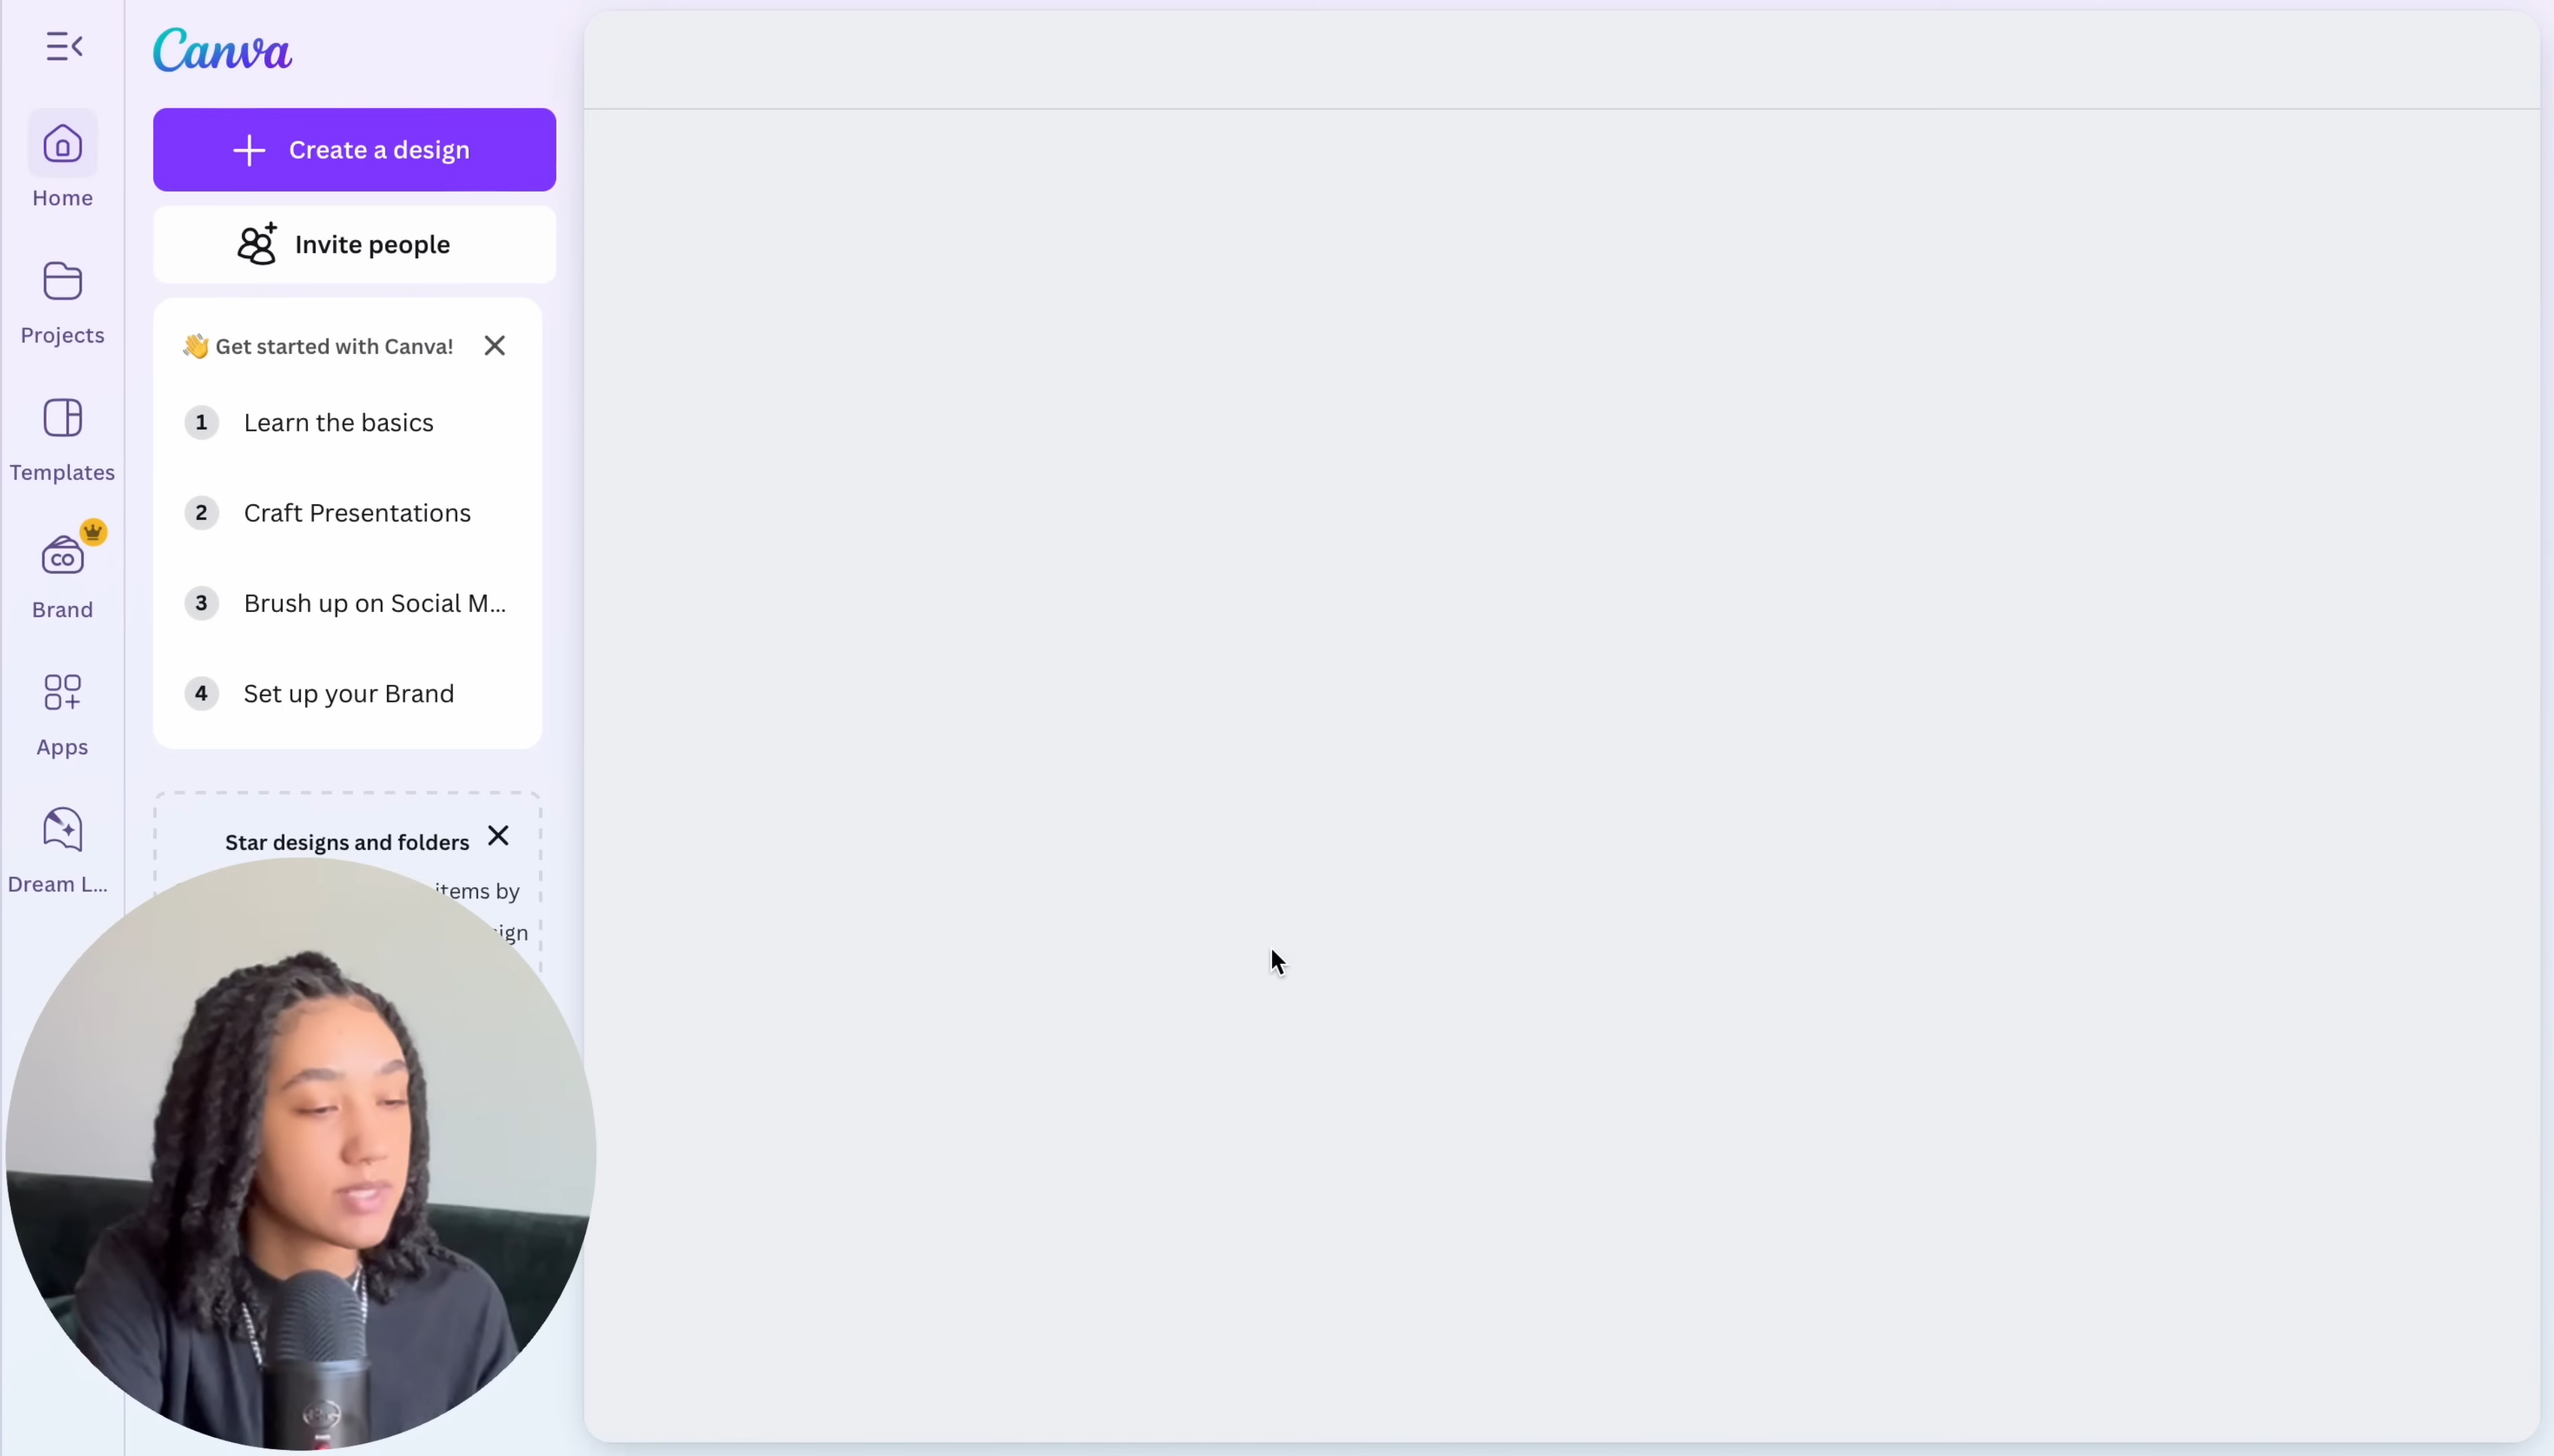 Canva
Create a design
Invite people
Home
Projects
Templates
CO
Brand
Apps
Dream L...
👋 Get started with Canva!
1 Learn the basics
2 Craft Presentations
3 Brush up on Social M...
4 Set up your Brand
Star designs and folders
items by